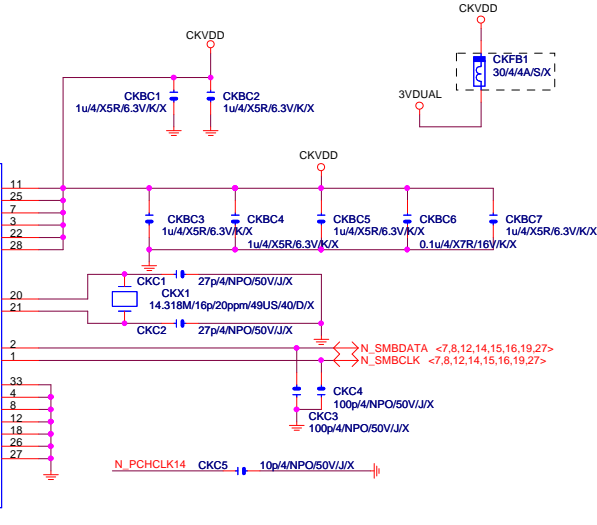 CKVDD
CKVDD
CKFB1
30/4/4A/S/X
3VDUAL
CKBC1
1u/4/X5R/6.3V/K/X
CKBC2
1u/4/X5R/6.3V/K/X
CKVDD
11
25
7
3
22
28
CKBC3
1u/4/X5R/6.3V/K/X
CKBC4
1u/4/X5R/6.3V/K/X
CKBC5
1u/4/X5R/6.3V/K/X
CKBC6
0.1u/4/X7R/16V/K/X
CKBC7
1u/4/X5R/6.3V/K/X
CKC1
27p/4/NPO/50V/J/X
CKX1
14.318M/16p/20ppm/49US/40/D/X
20
21
CKC2
27p/4/NPO/50V/J/X
2
N_SMBDATA <7,8,12,14,15,16,19,27>
1
N_SMBCLK <7,8,12,14,15,16,19,27>
33
4
8
12
18
26
27
CKC4
100p/4/NPO/50V/J/X
CKC3
100p/4/NPO/50V/J/X
N_PCHCLK14
CKC5
10p/4/NPO/50V/J/X